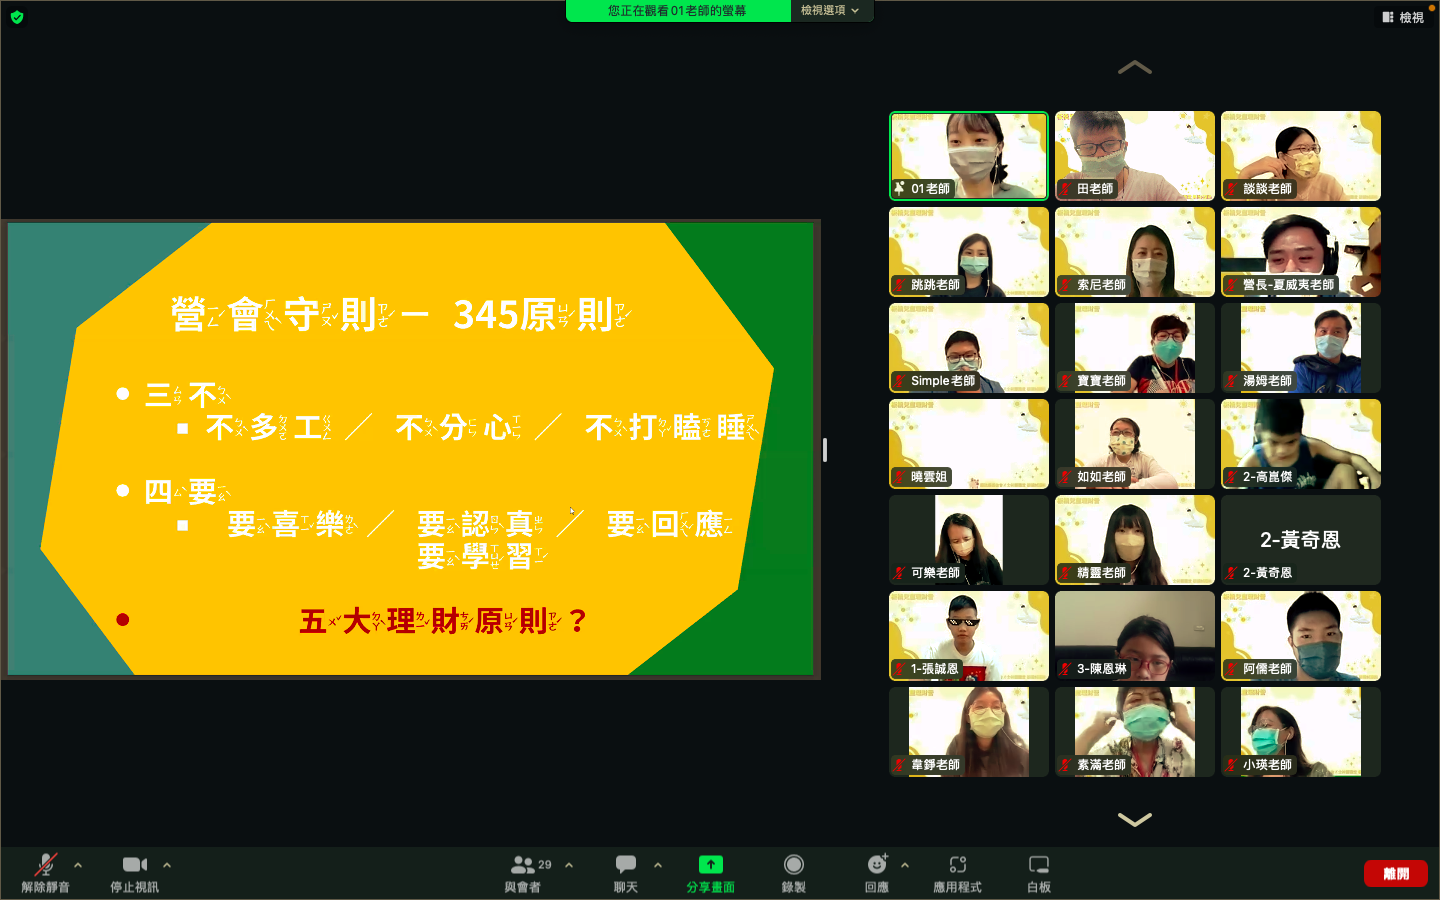 您正在觀看01老師的螢幕
檢視選項
檢視
營會守則－ 345原則
三不
不多工／ 不分心／ 不打瞌睡
四要
要喜樂／ 要認真／ 要回應
要學習
五大理財原則？
01老師
田老師
談談老師
跳跳老師
索尼老師
營長-夏威夷老師
Simple老師
寶寶老師
湯姆老師
曉雲姐
如如老師
2-高崑傑
可樂老師
精靈老師
2-黃奇恩
2-黃奇恩
1-張誠恩
3-陳恩琳
阿儒老師
韋錚老師
素滿老師
小瑛老師
解除靜音
停止視訊
29
與會者
聊天
分享畫面
錄製
回應
應用程式
白板
離開